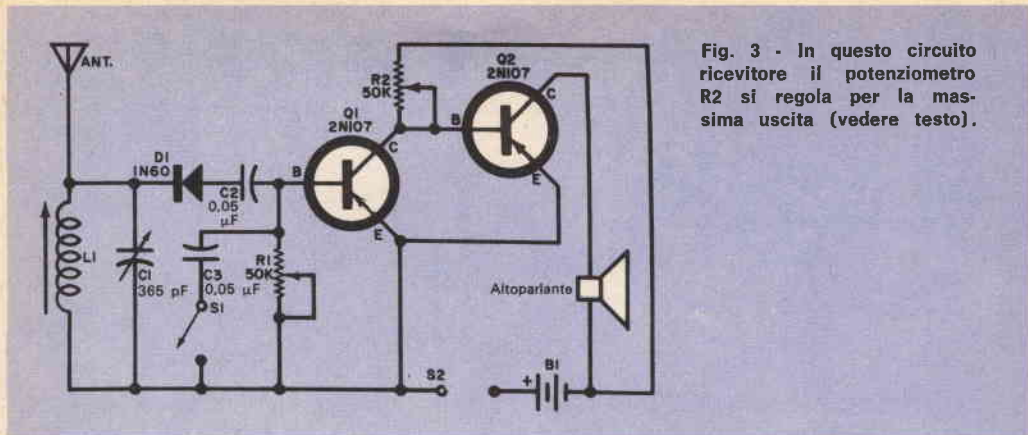 Fig. 3 - In questo circuito
ricevitore il potenziometro
R2 si regola per la mas-
sima uscita (vedere testo).
ANT.
D1
1N60
C2
0,05
µF
L1
C1
365 pF
C3
0,05 µF
S1
R1
50K
Q1
2N107
B
C
E
R2
50K
Q2
2N107
B
C
E
Altoparlante
S2
+
B1